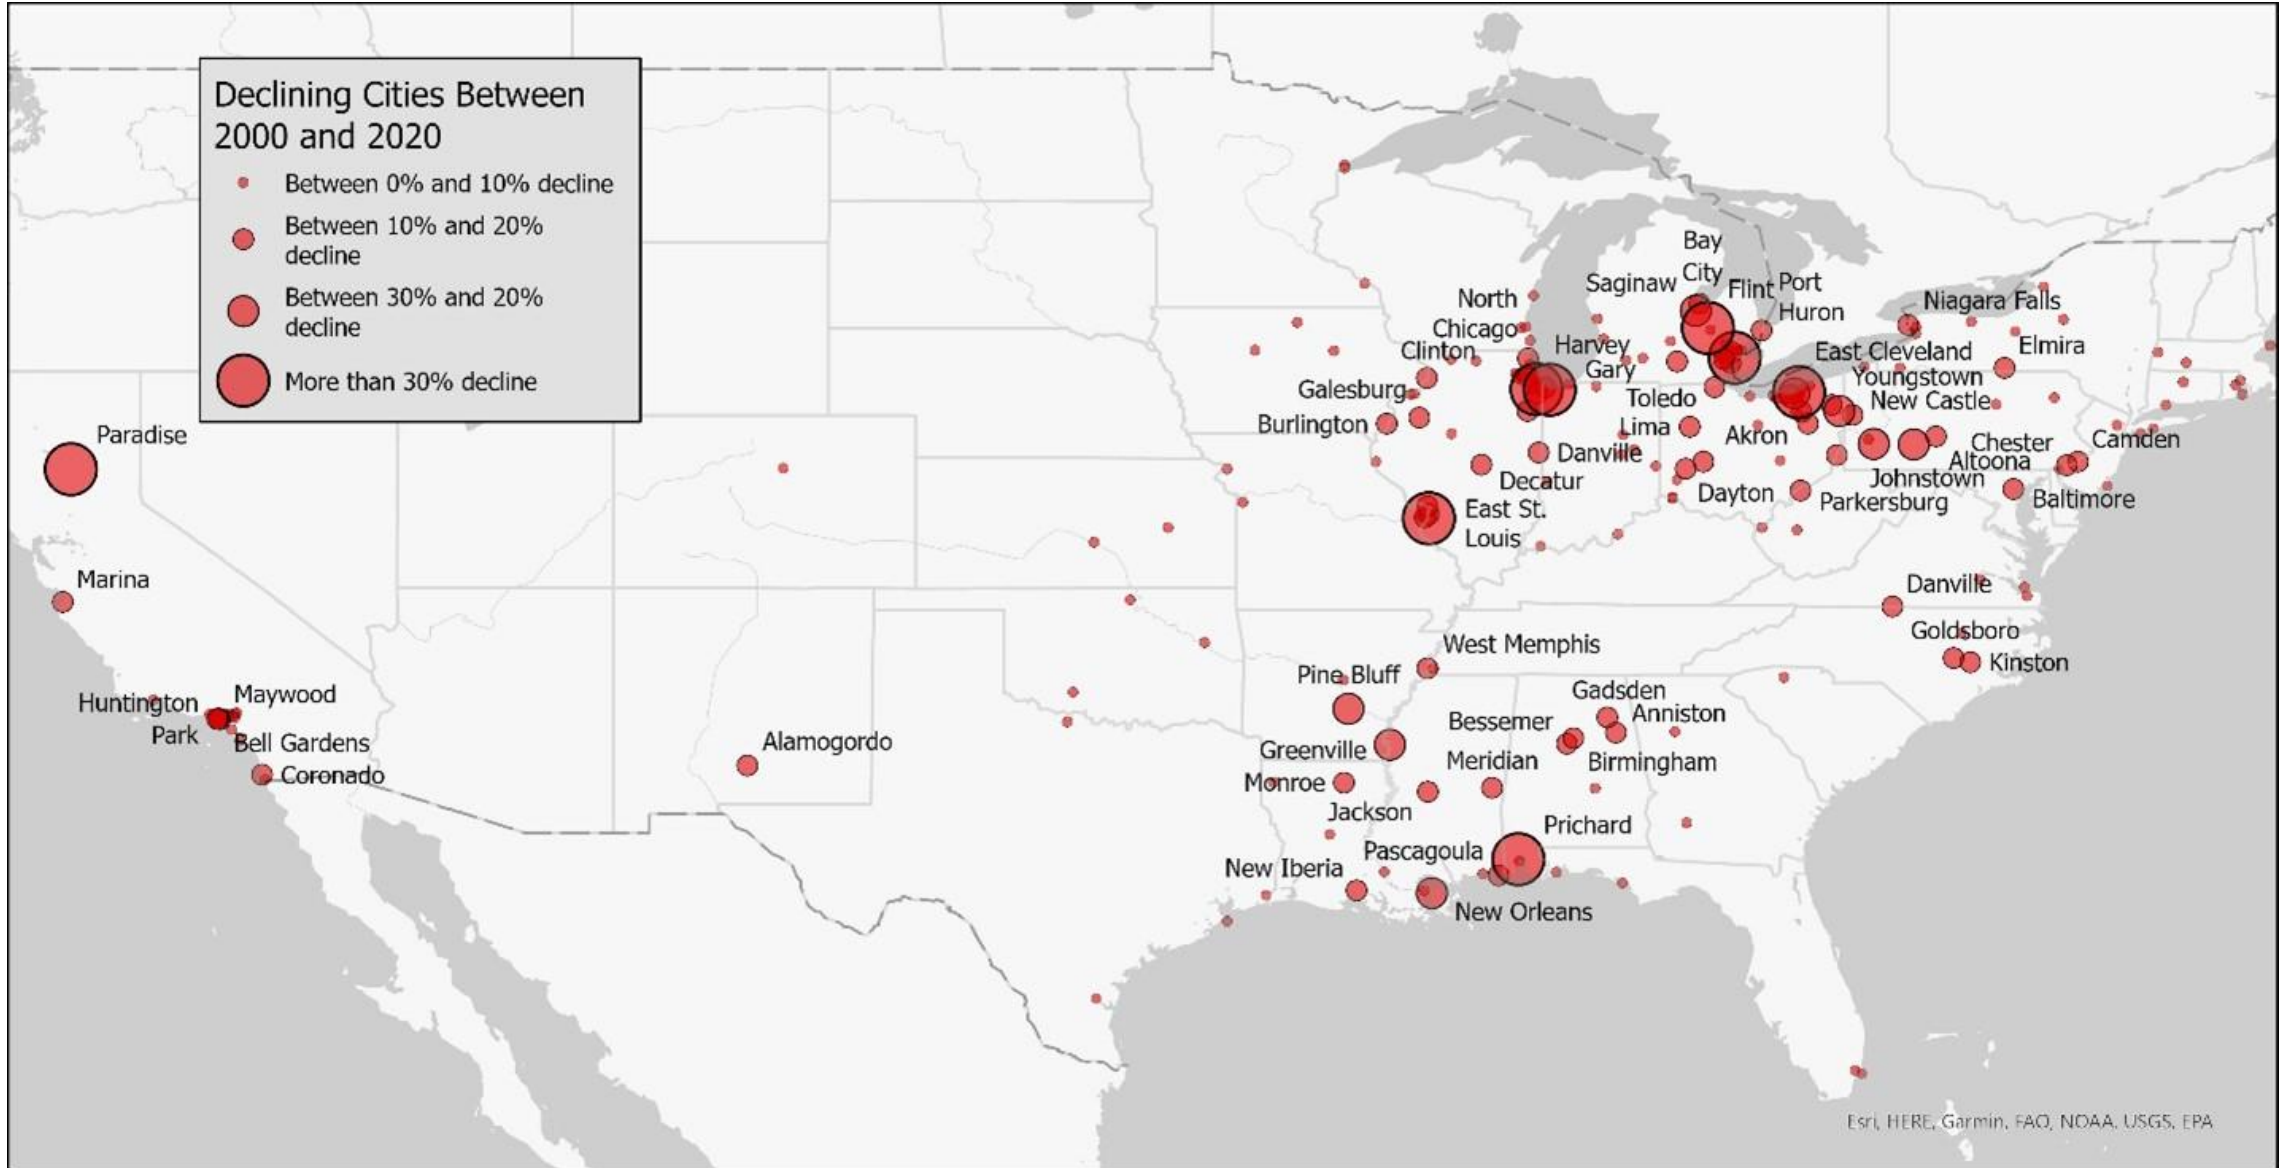 Declining Cities Between
2000 and 2020
Between 0% and 10% decline
Between 10% and 20%
decline
Between 30% and 20%
decline
More than 30% decline
Paradise
Marina
Huntington
Park
Maywood
Bell Gardens
Coronado
Alamogordo
North
Chicago
Clinton
Galesburg
Burlington
Harvey
Gary
Danville
Decatur
East St.
Louis
Bay
City
Saginaw
Flint
Port
Huron
Toledo
Lima
Akron
Dayton
Niagara Falls
Elmira
East Cleveland
Youngstown
New Castle
Chester
Camden
Altoona
Johnstown
Parkersburg
Baltimore
Danville
Goldsboro
Kinston
West Memphis
Pine Bluff
Greenville
Monroe
Jackson
Gadsden
Anniston
Bessemer
Birmingham
Meridian
Prichard
Pascagoula
New Iberia
New Orleans
Esri, HERE, Garmin, FAO, NOAA, USGS, EPA